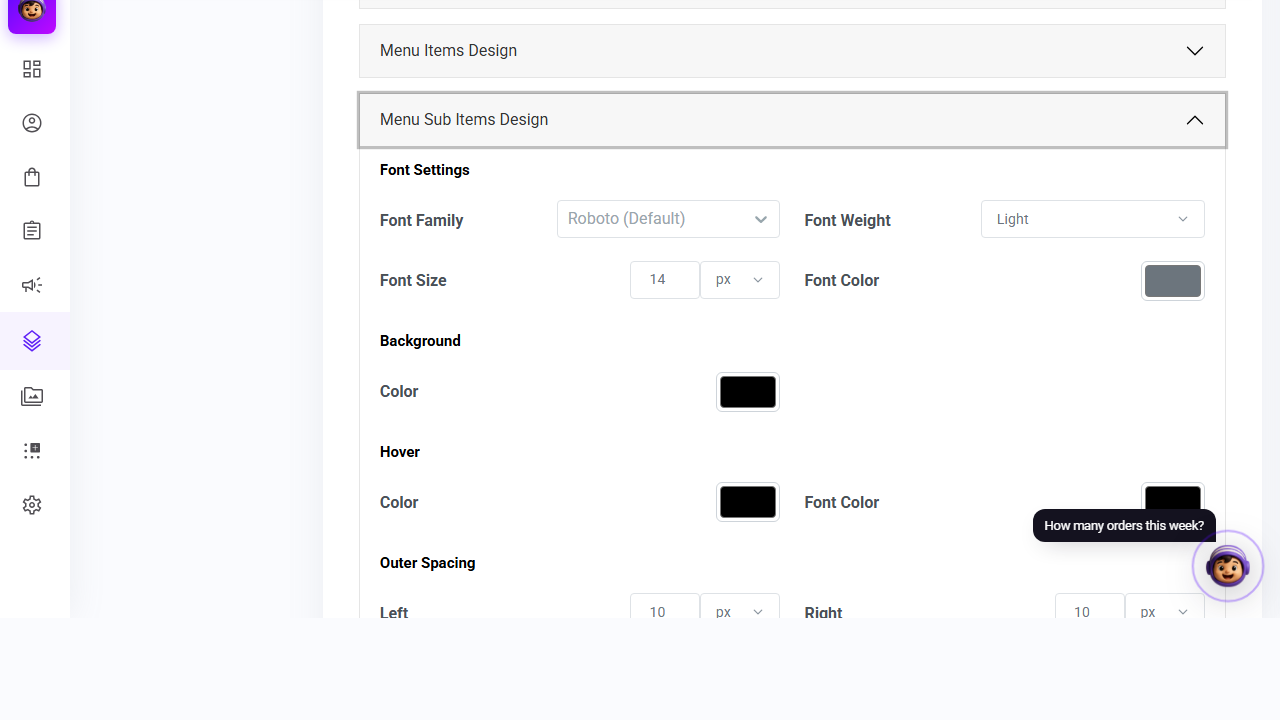 Menu Items Design
Menu Sub Items Design
Font Settings
Font Family Roboto (Default) Font Weight Light
Font Size 14 px Font Color
Background
Color
Hover
Color Font Color
How many orders this week?
Outer Spacing
Left 10 px Right 10 px